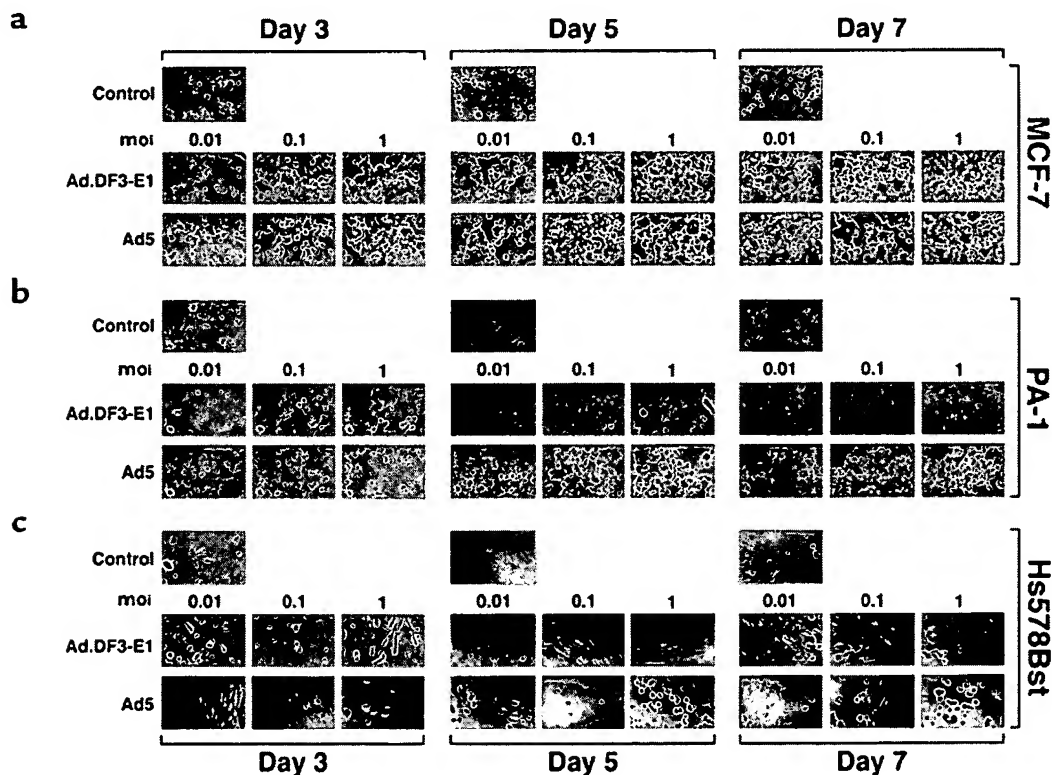 a
Day 3 Day 5 Day 7
Control
moi 0.01 0.1 1 0.01 0.1 1 0.01 0.1 1
Ad.DF3-E1
Ad5
MCF-7
b
Control
moi 0.01 0.1 1 0.01 0.1 1 0.01 0.1 1
Ad.DF3-E1
Ad5
PA-1
c
Control
moi 0.01 0.1 1 0.01 0.1 1 0.01 0.1 1
Ad.DF3-E1
Ad5
Hs578Bst
Day 3 Day 5 Day 7